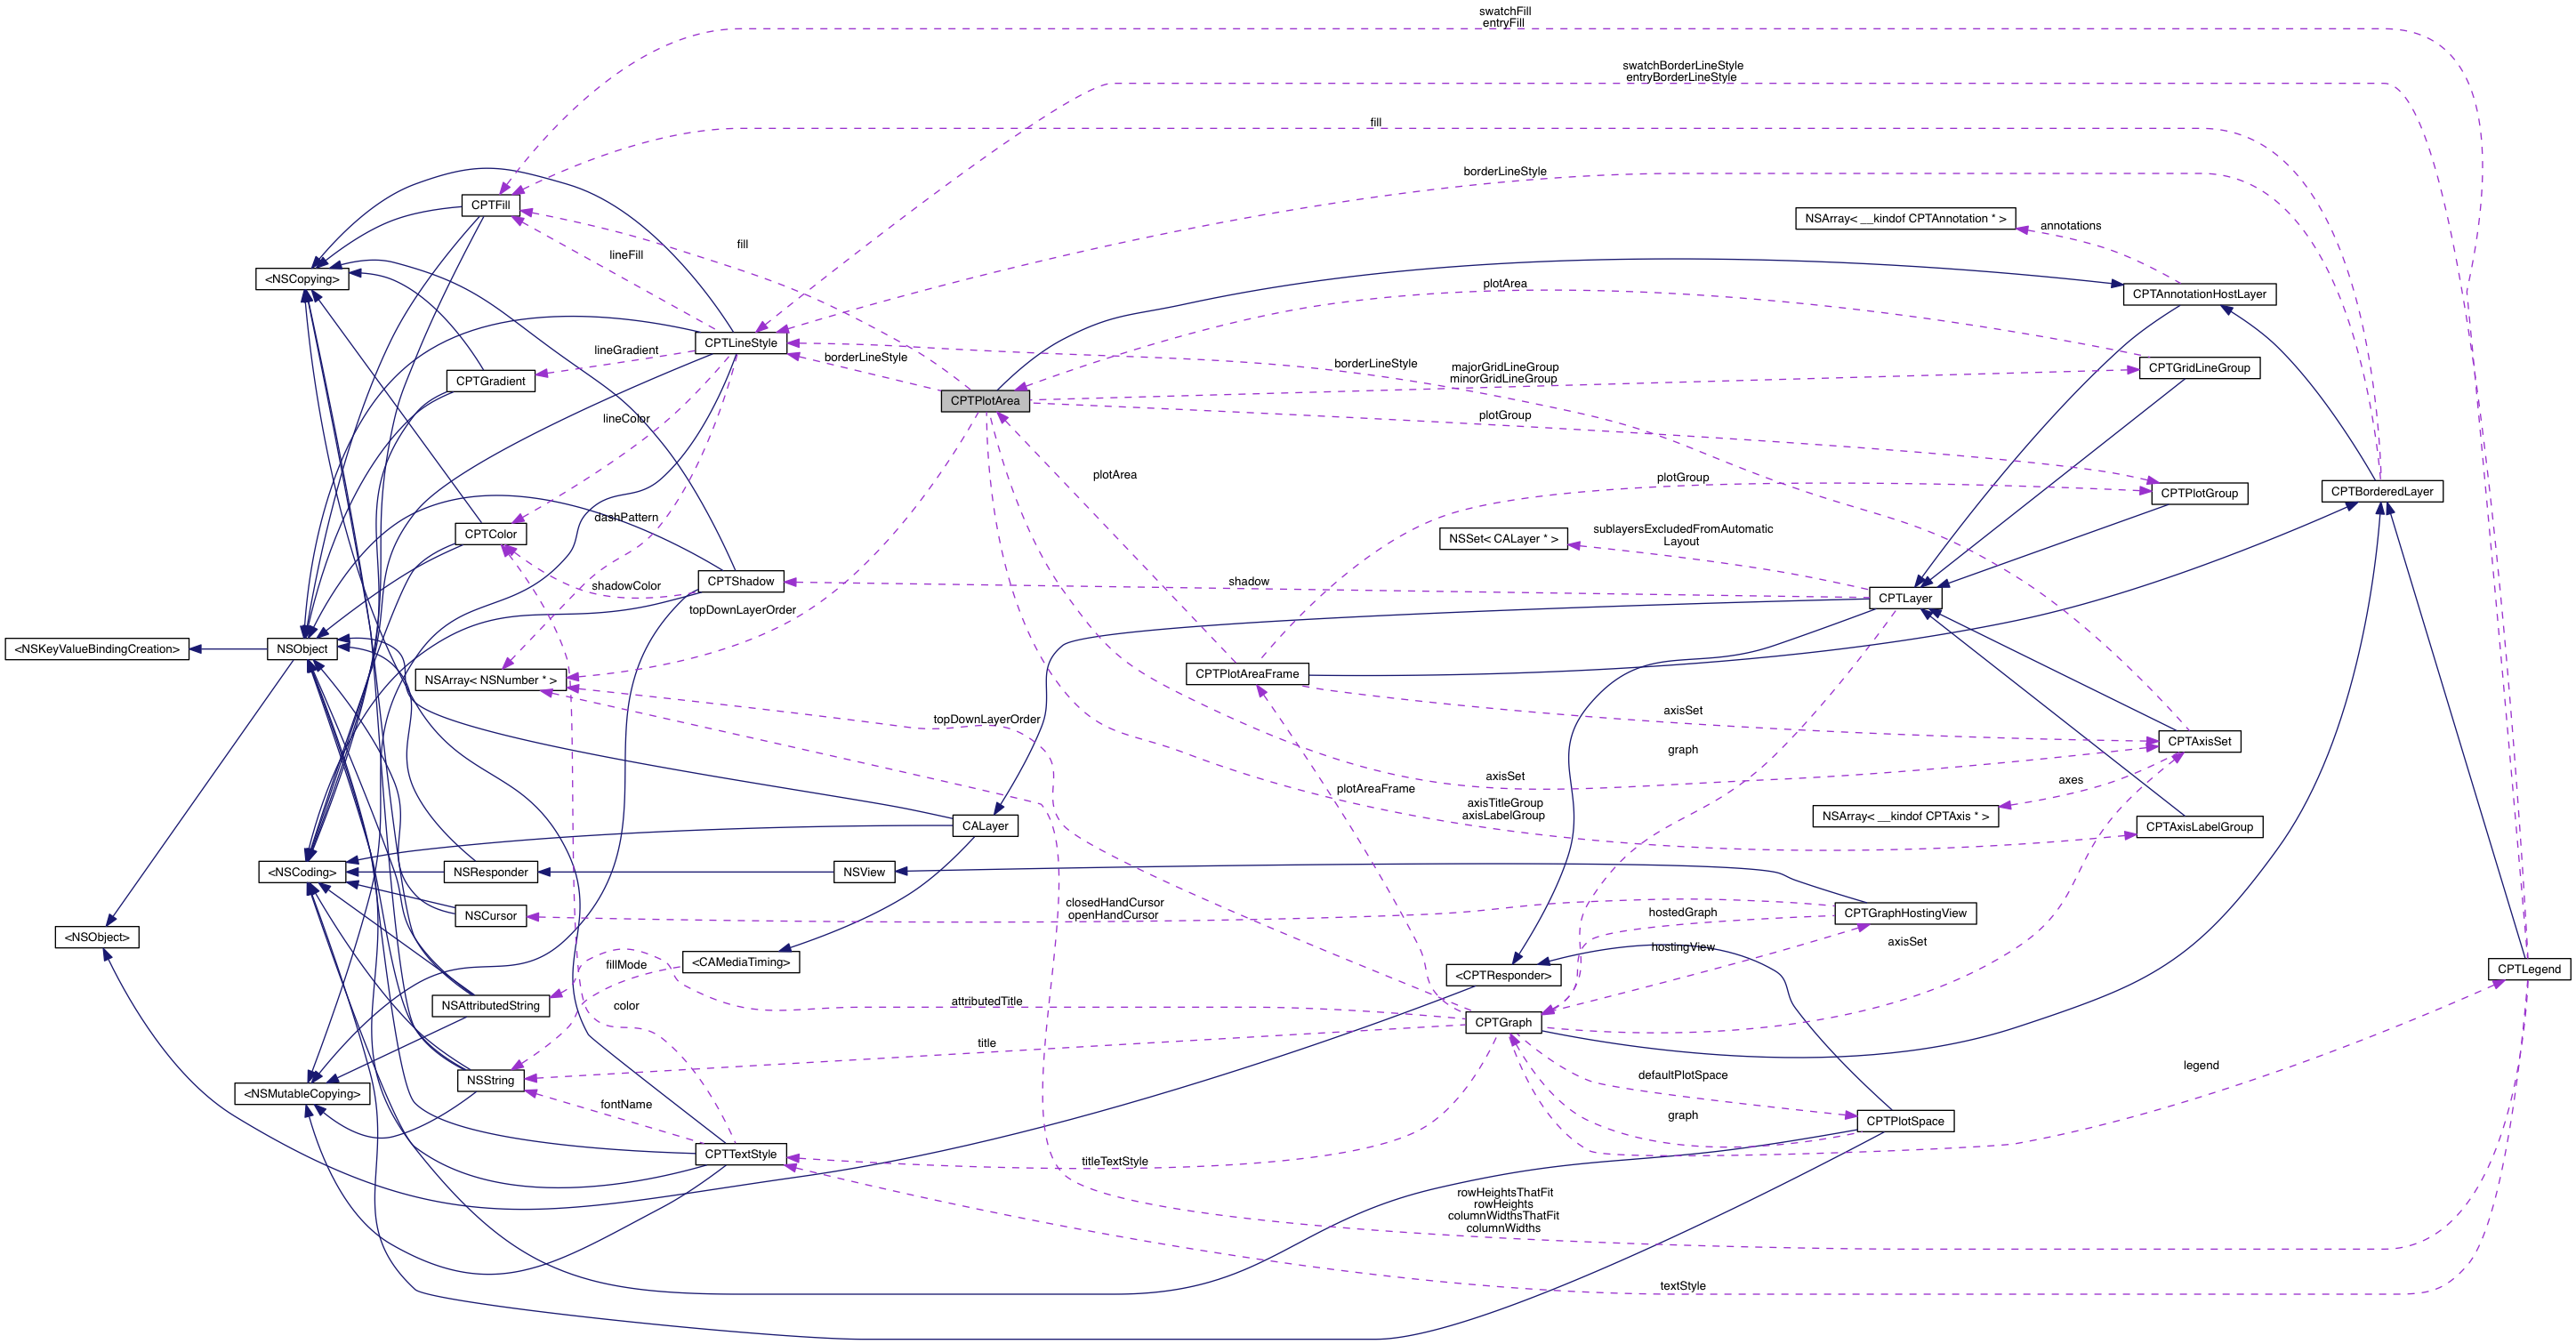 swatchFill
entryFill
swatchBorderLineStyle
entryBorderLineStyle
fill
borderLineStyle
CPTFill
NSArray< __kindof CPTAnnotation * >
annotations
fill
lineFill
<NSCopying>
plotArea
CPTAnnotationHostLayer
CPTLineStyle
lineGradient
borderLineStyle
borderLineStyle
majorGridLineGroup
minorGridLineGroup
CPTGridLineGroup
CPTGradient
CPTPlotArea
lineColor
plotGroup
plotArea
plotGroup
CPTPlotGroup
CPTBorderedLayer
dashPattern
CPTColor
sublayersExcludedFromAutomatic
Layout
NSSet< CALayer * >
shadowColor
CPTShadow
shadow
CPTLayer
topDownLayerOrder
<NSKeyValueBindingCreation>
NSObject
NSArray< NSNumber * >
CPTPlotAreaFrame
axisSet
topDownLayerOrder
graph
CPTAxisSet
axisSet
axes
plotAreaFrame
axisTitleGroup
axisLabelGroup
NSArray< __kindof CPTAxis * >
CALayer
CPTAxisLabelGroup
<NSCoding>
NSResponder
NSView
closedHandCursor
openHandCursor
NSCursor
hostedGraph
CPTGraphHostingView
<NSObject>
hostingView
axisSet
fillMode
<CAMediaTiming>
<CPTResponder>
CPTLegend
NSAttributedString
color
attributedTitle
CPTGraph
title
legend
NSString
defaultPlotSpace
<NSMutableCopying>
fontName
graph
CPTPlotSpace
CPTTextStyle
titleTextStyle
rowHeightsThatFit
rowHeights
columnWidthsThatFit
columnWidths
textStyle